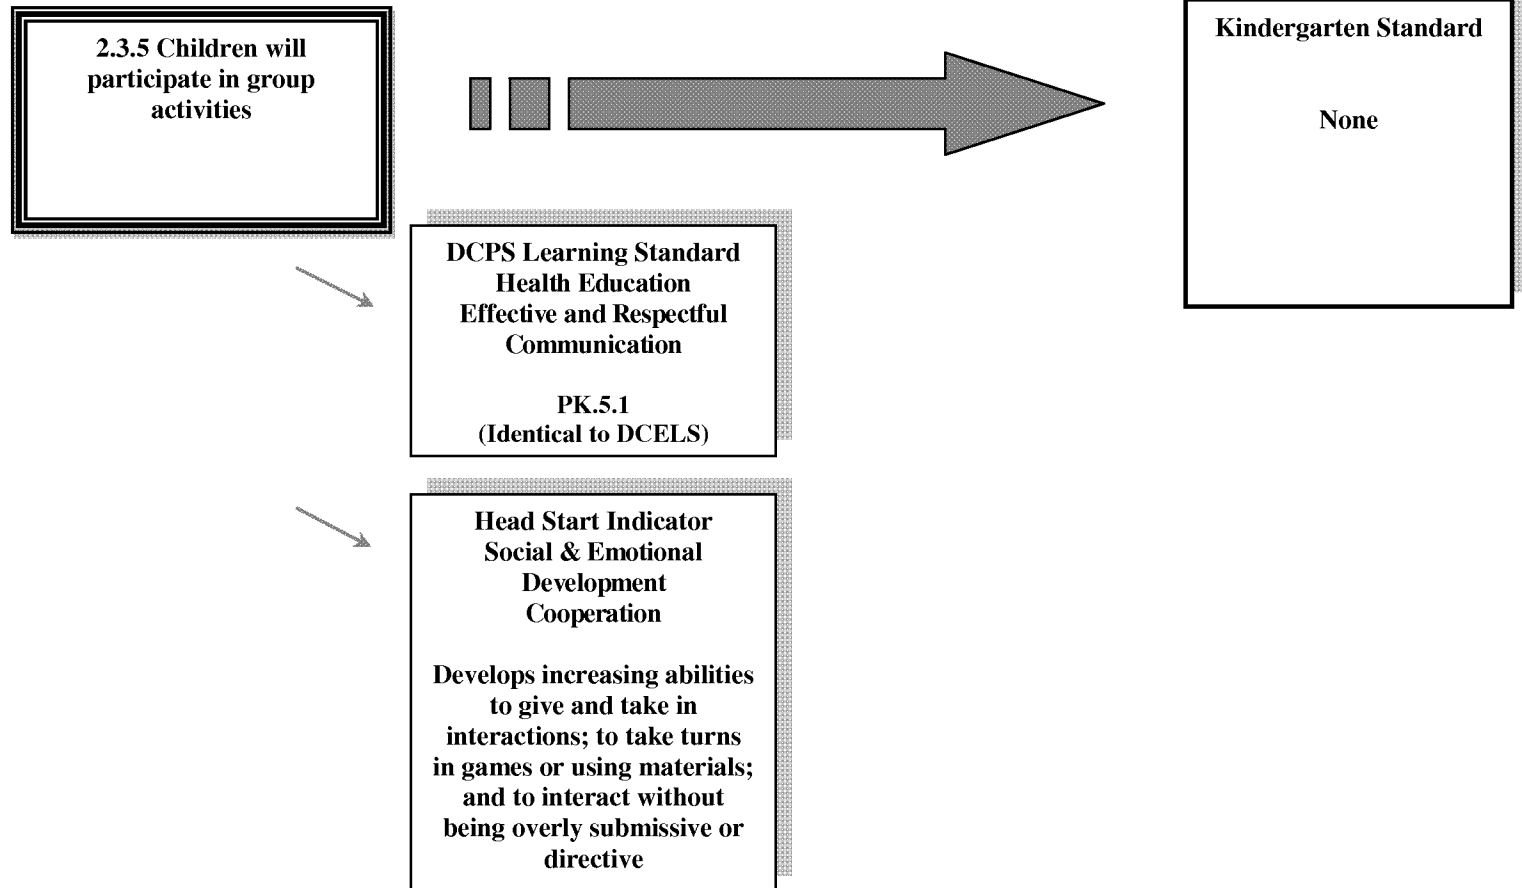 2.3.5 Children will
participate in group
activities
Kindergarten Standard
None
DCPS Learning Standard
Health Education
Effective and Respectful
Communication
PK.5.1
(Identical to DCELS)
Head Start Indicator
Social & Emotional
Development
Cooperation
Develops increasing abilities
to give and take in
interactions; to take turns
in games or using materials;
and to interact without
being overly submissive or
directive